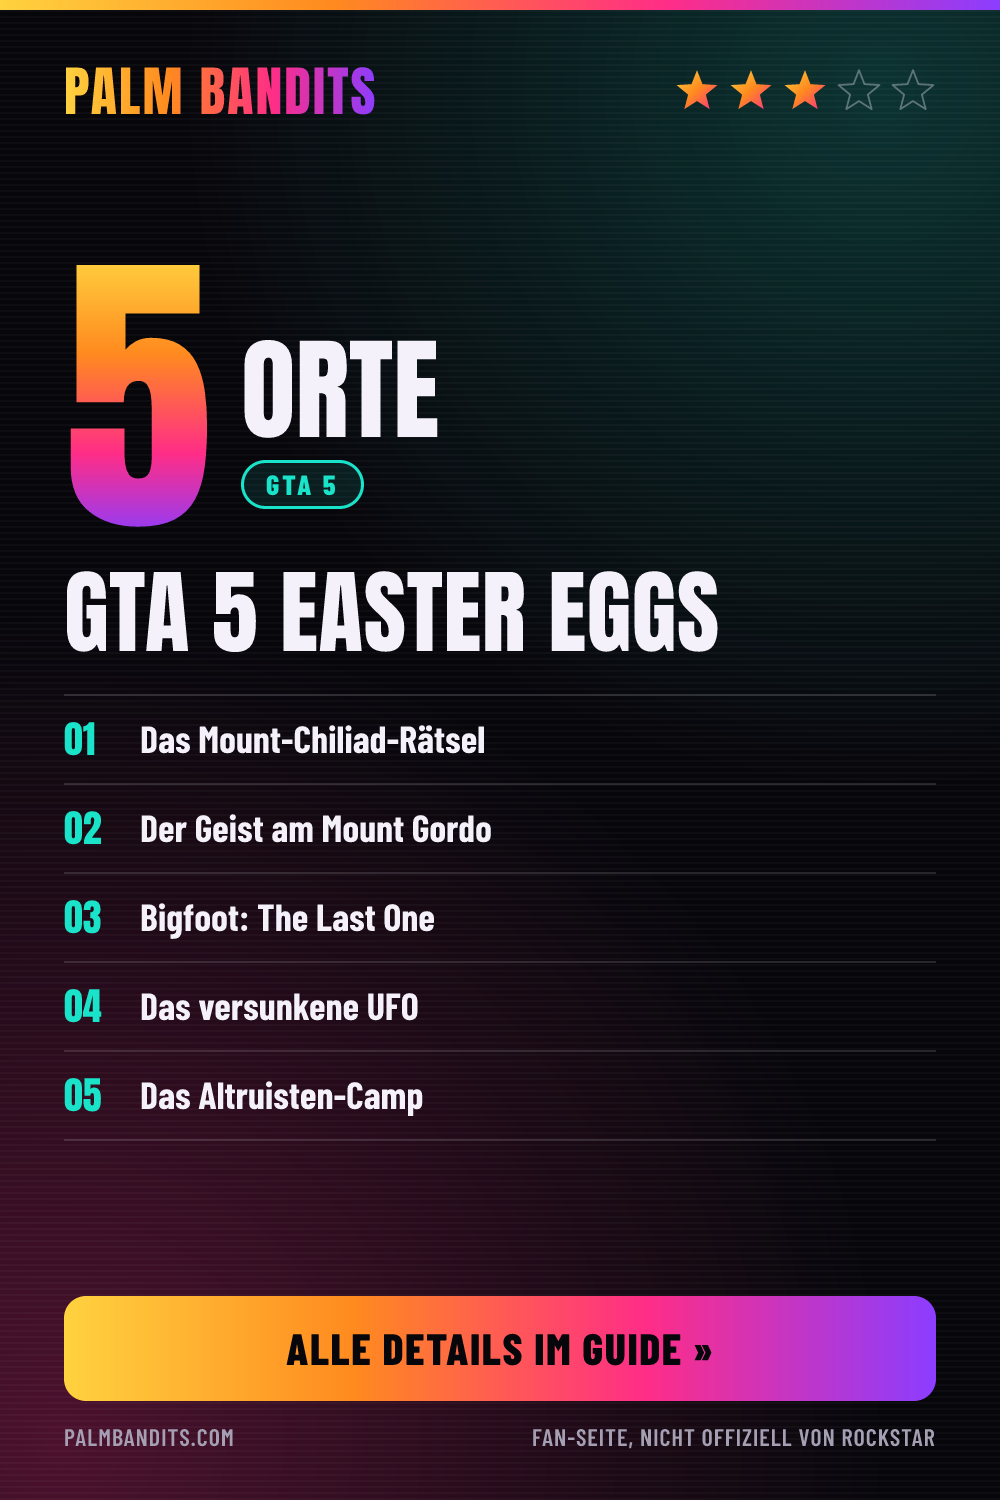 PALM BANDITS
5 ORTE
GTA 5
GTA 5 EASTER EGGS
01 Das Mount-Chiliad-Rätsel
02 Der Geist am Mount Gordo
03 Bigfoot: The Last One
04 Das versunkene UFO
05 Das Altruisten-Camp
ALLE DETAILS IM GUIDE »
PALMBANDITS.COM
FAN-SEITE, NICHT OFFIZIELL VON ROCKSTAR